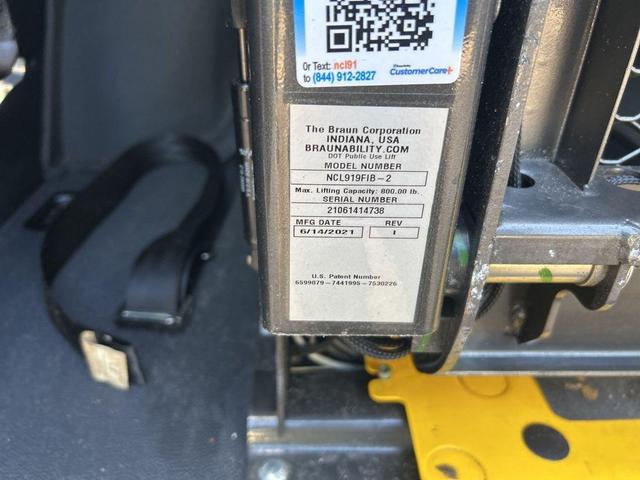 Or Text: ncl91
to (844) 912-2827
CustomerCare+
The Braun Corporation
INDIANA, USA
BRAUNABILITY.COM
DOT Public Use Lift
MODEL NUMBER
NCL919FIB-2
Max. Lifting Capacity: 800.00 lb.
SERIAL NUMBER
21061414738
MFG DATE REV
6/14/2021 I
U.S. Patent Number
6599079-7441995-7530226